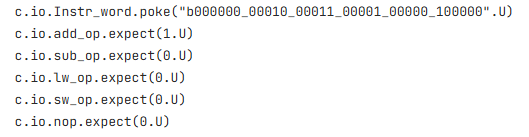 c.io.Instr_word.poke("b000000_00010_00011_00001_00000_100000".U)
c.io.add_op.expect(1.U)
c.io.sub_op.expect(0.U)
c.io.lw_op.expect(0.U)
c.io.sw_op.expect(0.U)
c.io.nop.expect(0.U)